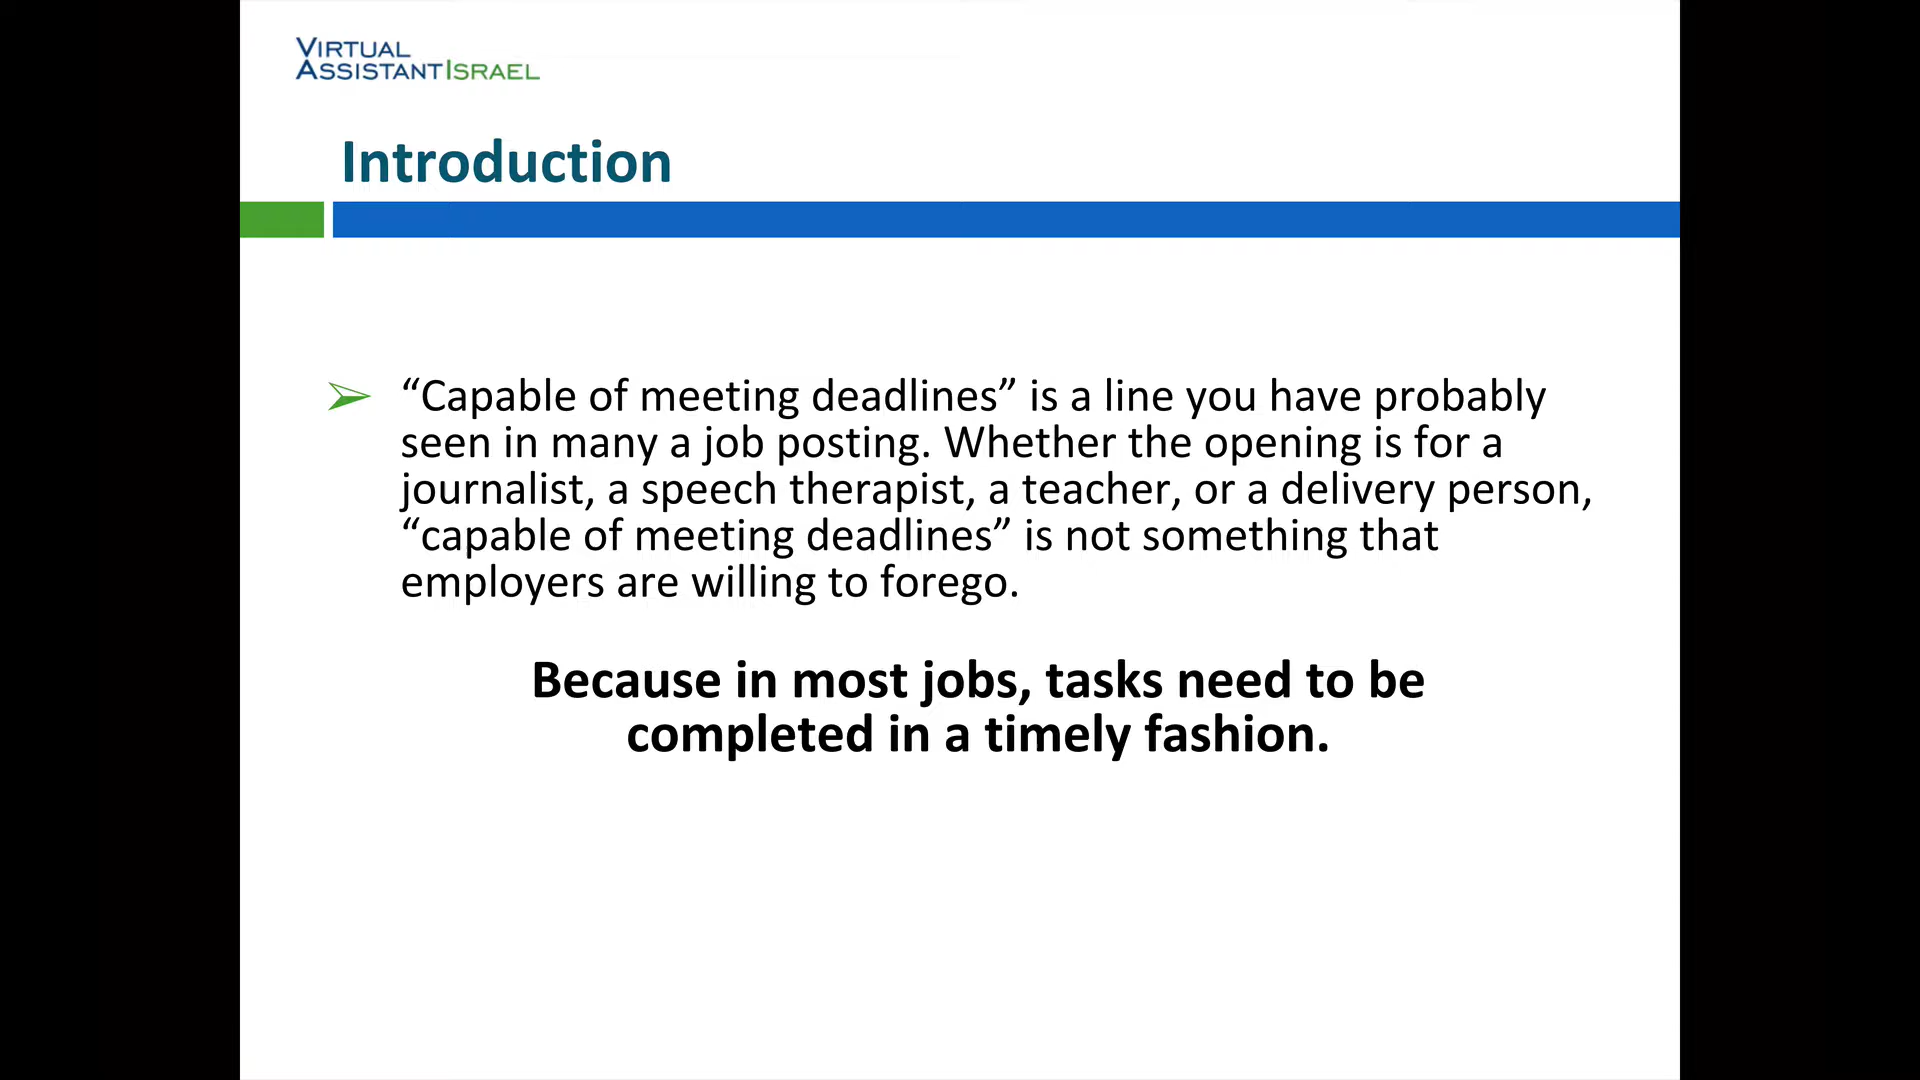 VIRTUAL
ASSISTANTISRAEL
Introduction
“Capable of meeting deadlines” is a line you have probably
seen in many a job posting. Whether the opening is for a
journalist, a speech therapist, a teacher, or a delivery person,
“capable of meeting deadlines” is not something that
employers are willing to forego.
Because in most jobs, tasks need to be
completed in a timely fashion.